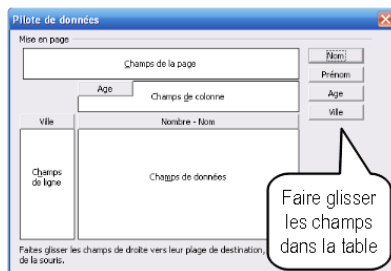 Pilote de données
Mise en page
Champs de la page
Nom
Prénom
Age
Ville
Age
Champs de colonne
Ville
Nombre - Nom
Champs
de ligne
Champs de données
Faire glisser
les champs
dans la table
Faites glisser les champs de droite vers leur plage de destination,
de la souris.